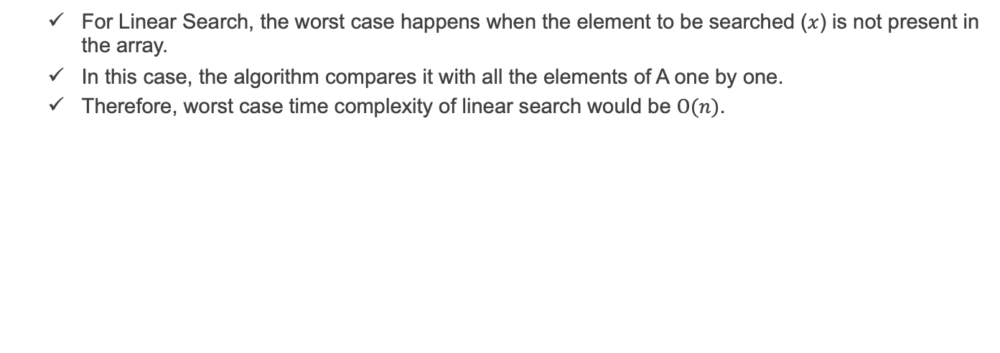 ✓ For Linear Search, the worst case happens when the element to be searched (𝑥) is not present in
the array.
✓ In this case, the algorithm compares it with all the elements of A one by one.
✓ Therefore, worst case time complexity of linear search would be O(𝑛).